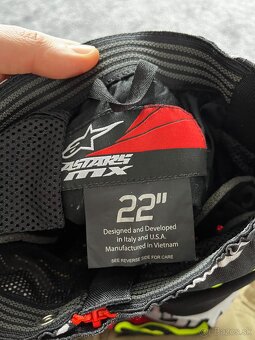 ASTARS
MX
22"
Designed and Developed
in Italy and U.S.A.
Manufactured in Vietnam
SEE REVERSE SIDE FOR CARE